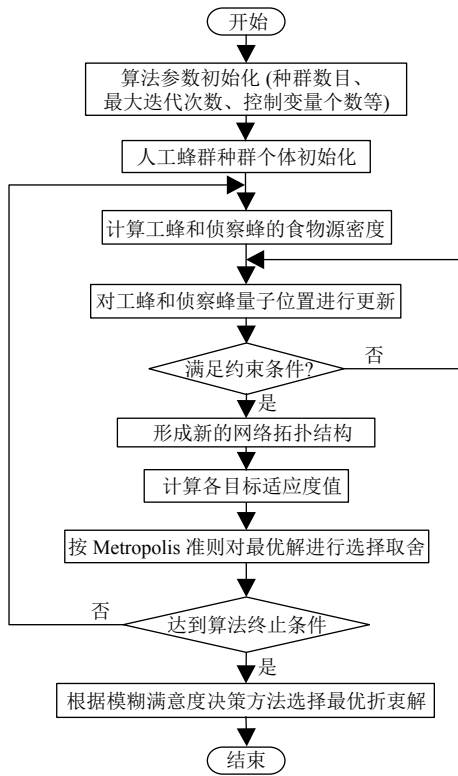 开始
算法参数初始化 (种群数目、
最大迭代次数、控制变量个数等)
人工蜂群种群个体初始化
计算工蜂和侦察蜂的食物源密度
对工蜂和侦察蜂量子位置进行更新
满足约束条件?
否
是
形成新的网络拓扑结构
计算各目标适应度值
按 Metropolis 准则对最优解进行选择取舍
否
达到算法终止条件
是
根据模糊满意度决策方法选择最优折衷解
结束